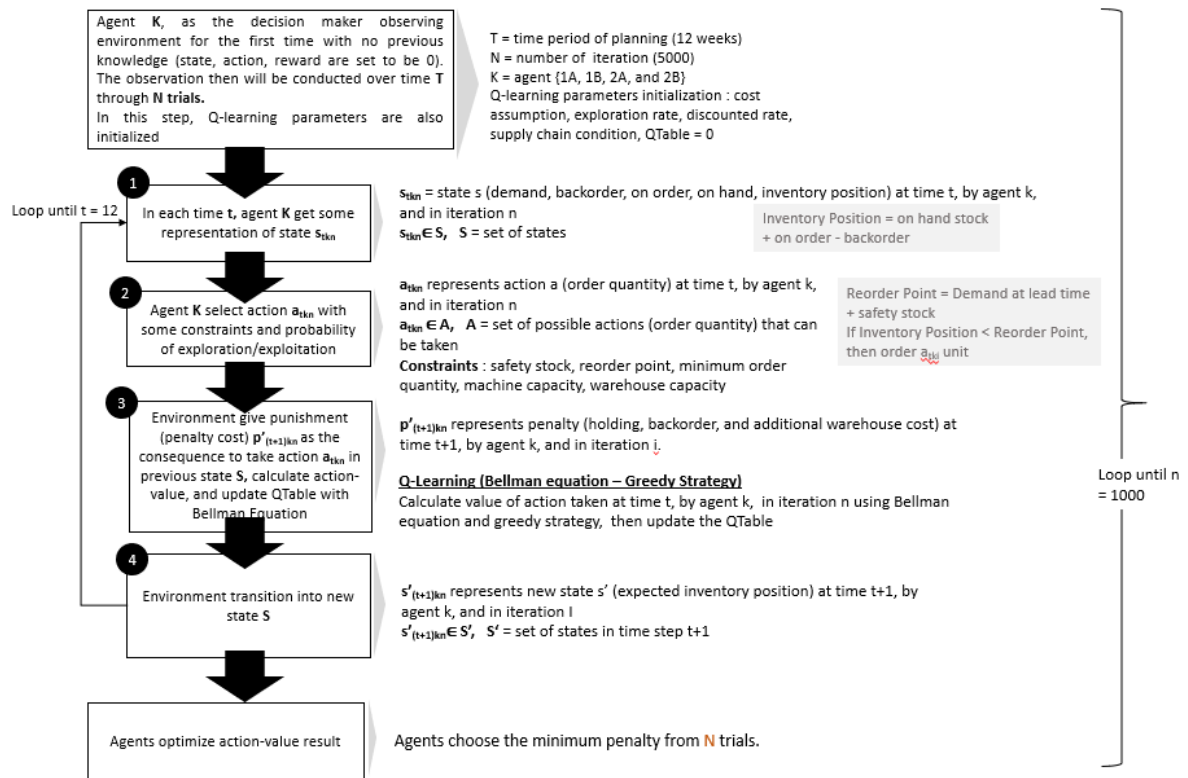 Agent K, as the decision maker observing
environment for the first time with no previous
knowledge (state, action, reward are set to be 0).
The observation then will be conducted over time T
through N trials.
In this step, Q-learning parameters are also
initialized
T = time period of planning (12 weeks)
N = number of iteration (5000)
K = agent {1A, 1B, 2A, and 2B}
Q-learning parameters initialization : cost
assumption, exploration rate, discounted rate,
supply chain condition, QTable = 0
Loop until t = 12
1
In each time t, agent K get some
representation of state stkn
stkn = state s (demand, backorder, on order, on hand, inventory position) at time t, by agent k,
and in iteration n
stkn ∈ S, S = set of states
Inventory Position = on hand stock
+ on order - backorder
2
Agent K select action atkn with
some constraints and probability
of exploration/exploitation
atkn represents action a (order quantity) at time t, by agent k,
and in iteration n
atkn ∈ A, A = set of possible actions (order quantity) that can
be taken
Constraints : safety stock, reorder point, minimum order
quantity, machine capacity, warehouse capacity
Reorder Point = Demand at lead time
+ safety stock
If Inventory Position < Reorder Point,
then order atki unit
3
Environment give punishment
(penalty cost) p'(t+1)kn as the
consequence to take action atkn in
previous state S, calculate action-
value, and update QTable with
Bellman Equation
p'(t+1)kn represents penalty (holding, backorder, and additional warehouse cost) at
time t+1, by agent k, and in iteration i.
Q-Learning (Bellman equation – Greedy Strategy)
Calculate value of action taken at time t, by agent k, in iteration n using Bellman
equation and greedy strategy, then update the QTable
Loop until n
= 1000
4
Environment transition into new
state S
s'(t+1)kn represents new state s' (expected inventory position) at time t+1, by
agent k, and in iteration I
s'(t+1)kn ∈ S', S' = set of states in time step t+1
Agents optimize action-value result
Agents choose the minimum penalty from N trials.